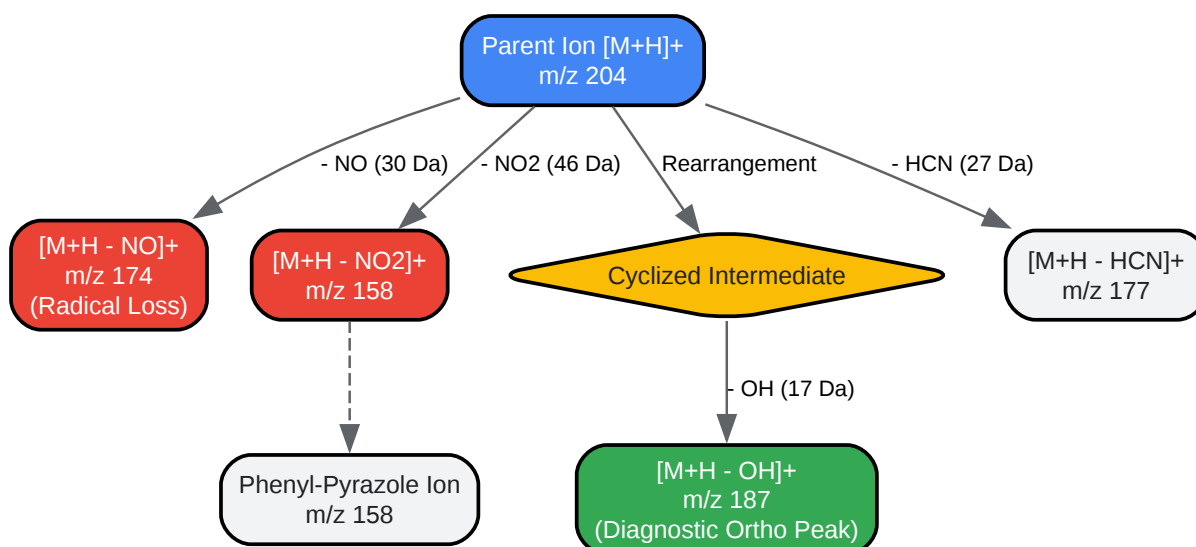 Parent Ion [M+H]+
m/z 204
- NO (30 Da)
- NO2 (46 Da)
Rearrangement
- HCN (27 Da)
[M+H - NO]+
m/z 174
(Radical Loss)
[M+H - NO2]+
m/z 158
Cyclized Intermediate
[M+H - HCN]+
m/z 177
- OH (17 Da)
Phenyl-Pyrazole Ion
m/z 158
[M+H - OH]+
m/z 187
(Diagnostic Ortho Peak)